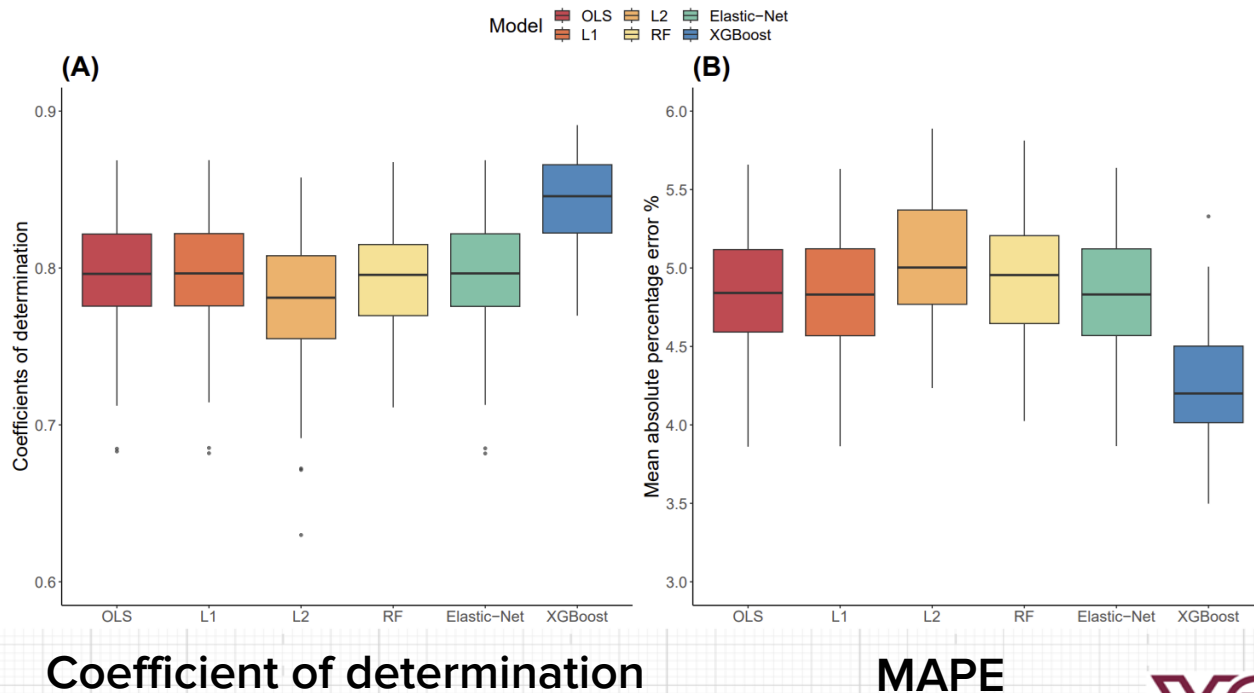 Model OLS L2 Elastic−Net
L1 RF XGBoost
(A)
Coefficients of determination
0.9
0.8
0.7
0.6
OLS L1 L2 RF Elastic−Net XGBoost
(B)
Mean absolute percentage error %
6.0
5.5
5.0
4.5
4.0
3.5
3.0
OLS L1 L2 RF Elastic−Net XGBoost
Coefficient of determination
MAPE